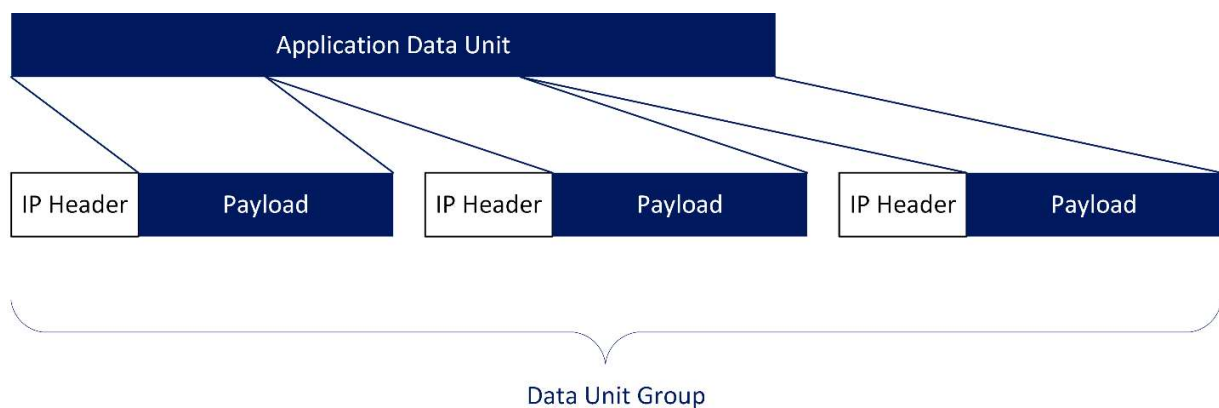 Application Data Unit
IP Header Payload IP Header Payload IP Header Payload
Data Unit Group